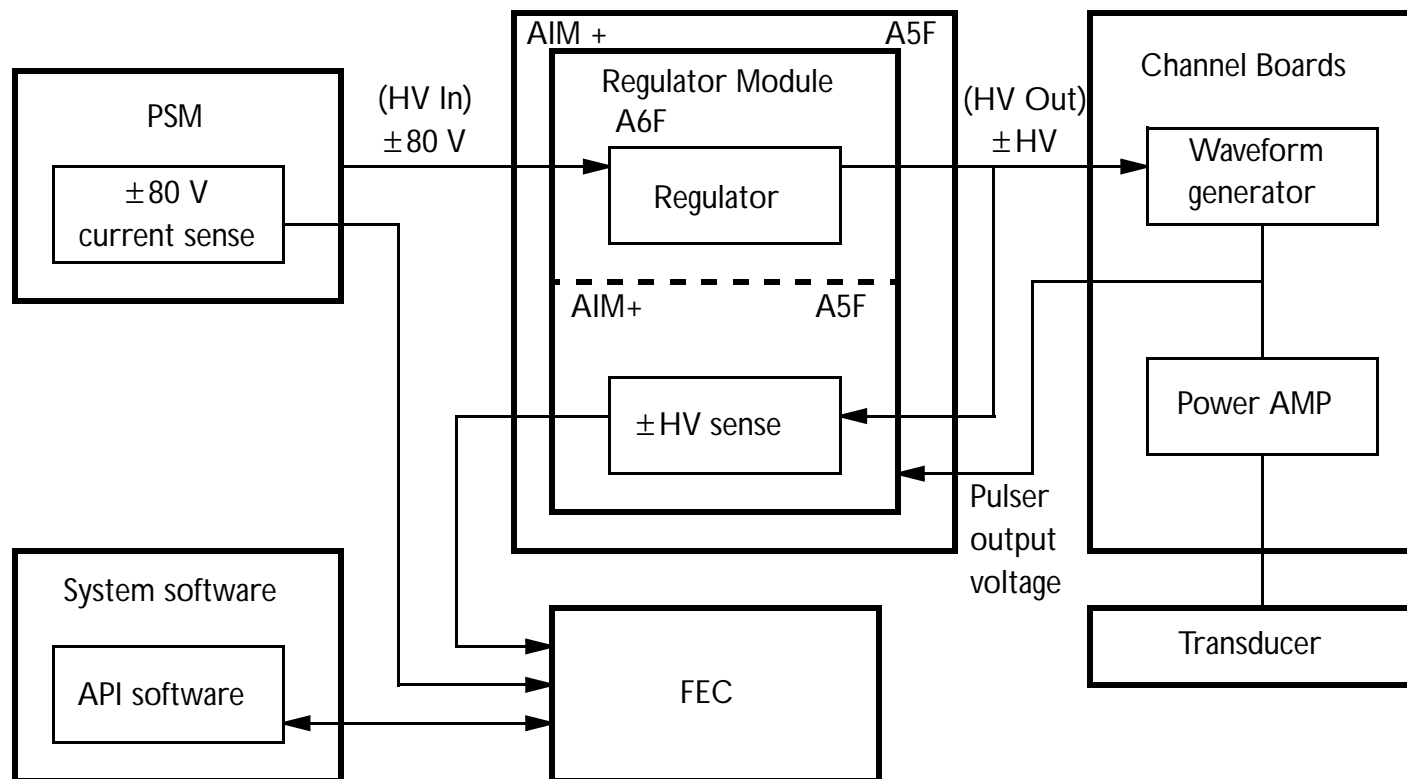 PSM
±80 V
current sense
(HV In)
±80 V
AIM +
A5F
Regulator Module
A6F
Regulator
AIM+
A5F
±HV sense
(HV Out)
±HV
Channel Boards
Waveform
generator
Power AMP
Pulser
output
voltage
Transducer
System software
API software
FEC